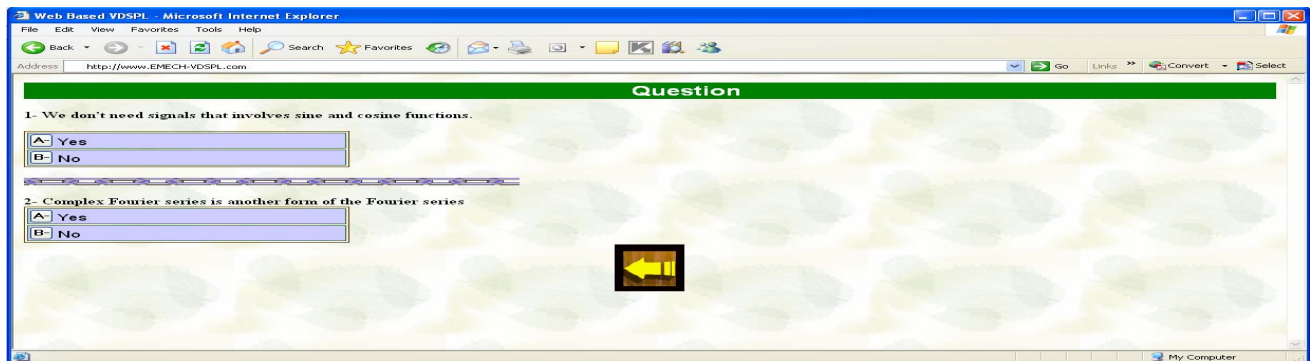 Web Based VDSPL - Microsoft Internet Explorer
File Edit View Favorites Tools Help
Back Search Favorites
Address http://www.EMECH-VDSPL.com Go Links » Convert Select
Question
1- We don't need signals that involves sine and cosine functions.
A- Yes
B- No
2- Complex Fourier series is another form of the Fourier series
A- Yes
B- No
My Computer